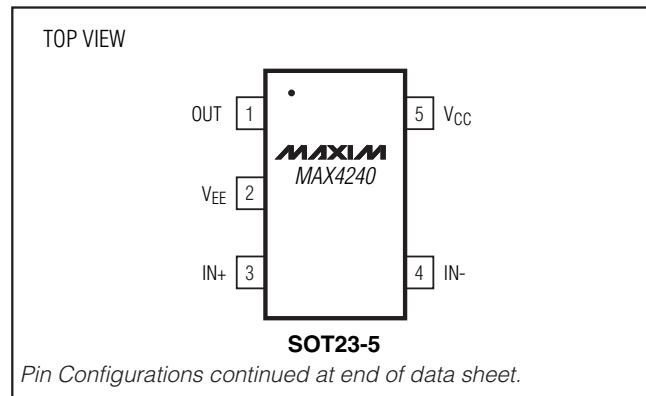 TOP VIEW
OUT 1
5 VCC
MAXIM
MAX4240
VEE 2
IN+ 3
4 IN-
SOT23-5
Pin Configurations continued at end of data sheet.